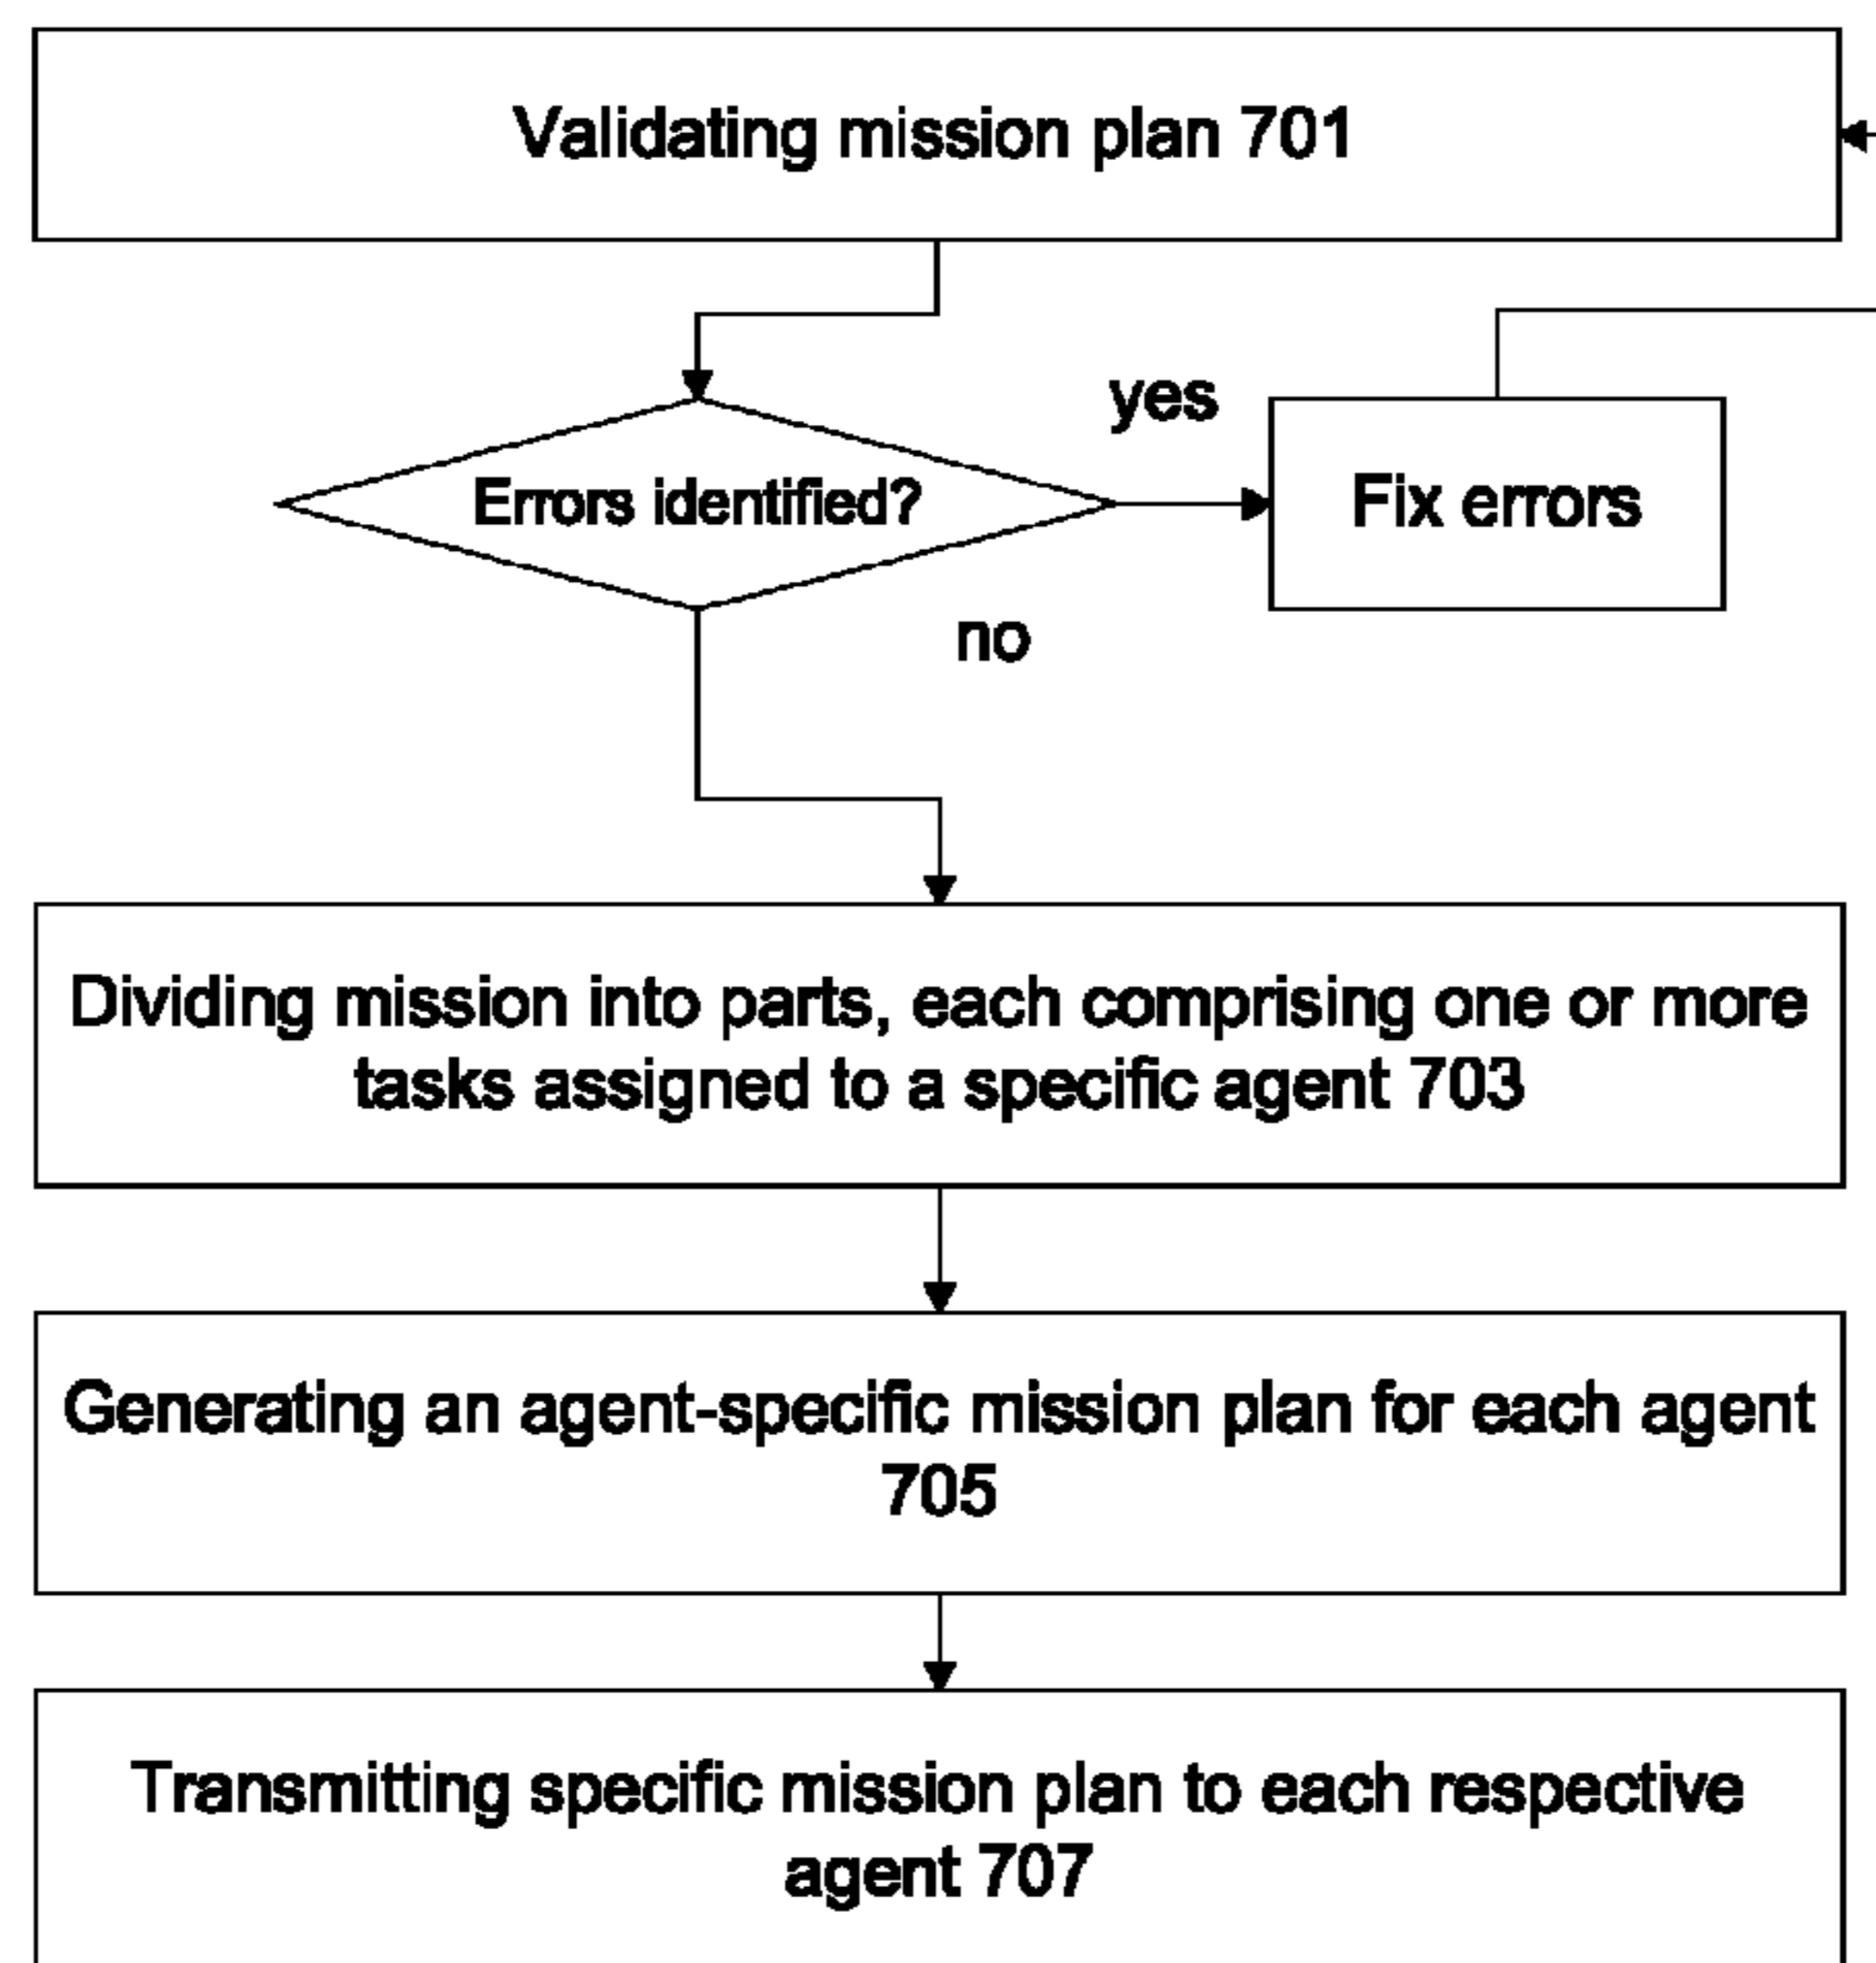 Validating mission plan 701
yes
Errors identified?
Fix errors
no
Dividing mission into parts, each comprising one or more
tasks assigned to a specific agent 703
Generating an agent-specific mission plan for each agent
705
Transmitting specific mission plan to each respective
agent 707